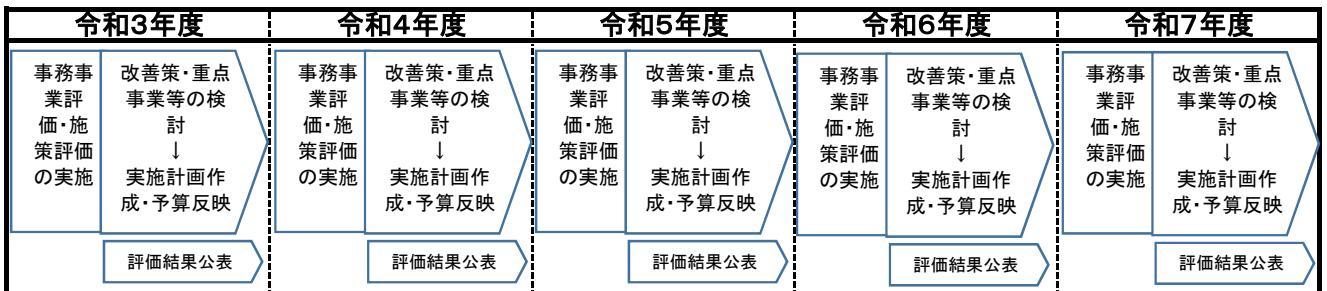 令和3年度 令和4年度 令和5年度 令和6年度 令和7年度
事務事
業評
価・施
策評価
の実施
改善策・重点
事業等の検
討
↓
実施計画作
成・予算反映
評価結果公表
事務事
業評
価・施
策評価
の実施
改善策・重点
事業等の検
討
↓
実施計画作
成・予算反映
評価結果公表
事務事
業評
価・施
策評価
の実施
改善策・重点
事業等の検
討
↓
実施計画作
成・予算反映
評価結果公表
事務事
業評
価・施
策評価
の実施
改善策・重点
事業等の検
討
↓
実施計画作
成・予算反映
評価結果公表
事務事
業評
価・施
策評価
の実施
改善策・重点
事業等の検
討
↓
実施計画作
成・予算反映
評価結果公表